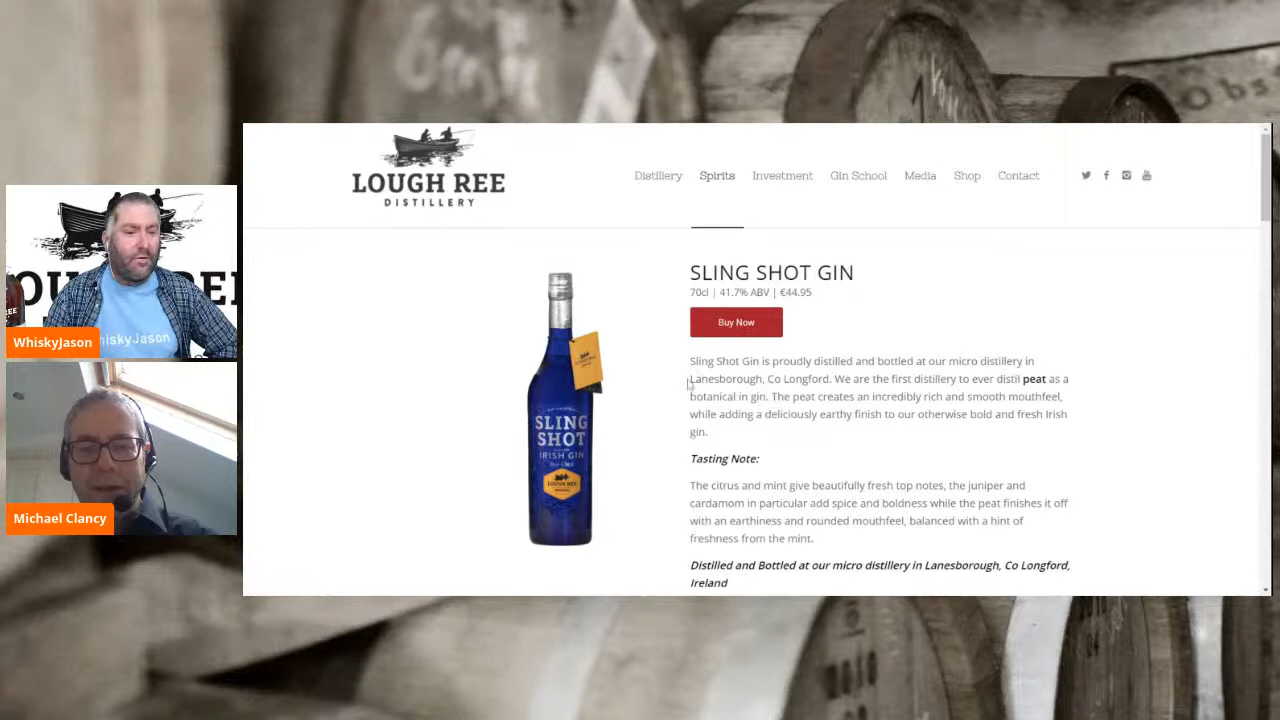 LOUGH REE
DISTILLERY
Distillery Spirits Investment Gin School Media Shop Contact
SLING SHOT GIN
70cl | 41.7% ABV | €44.95
Buy Now
Sling Shot Gin is proudly distilled and bottled at our micro distillery in
Lanesborough, Co Longford. We are the first distillery to ever distil peat as a
botanical in gin. The peat creates an incredibly rich and smooth mouthfeel,
while adding a deliciously earthy finish to our otherwise bold and fresh Irish
gin.
Tasting Note:
The citrus and mint give beautifully fresh top notes, the juniper and
cardamom in particular add spice and boldness while the peat finishes it off
with an earthiness and rounded mouthfeel, balanced with a hint of
freshness from the mint.
Distilled and Bottled at our micro distillery in Lanesborough, Co Longford,
Ireland
SLING
SHOT
IRISH GIN
LOUGH REE
OU REE
hiskyJason
WhiskyJason
Michael Clancy